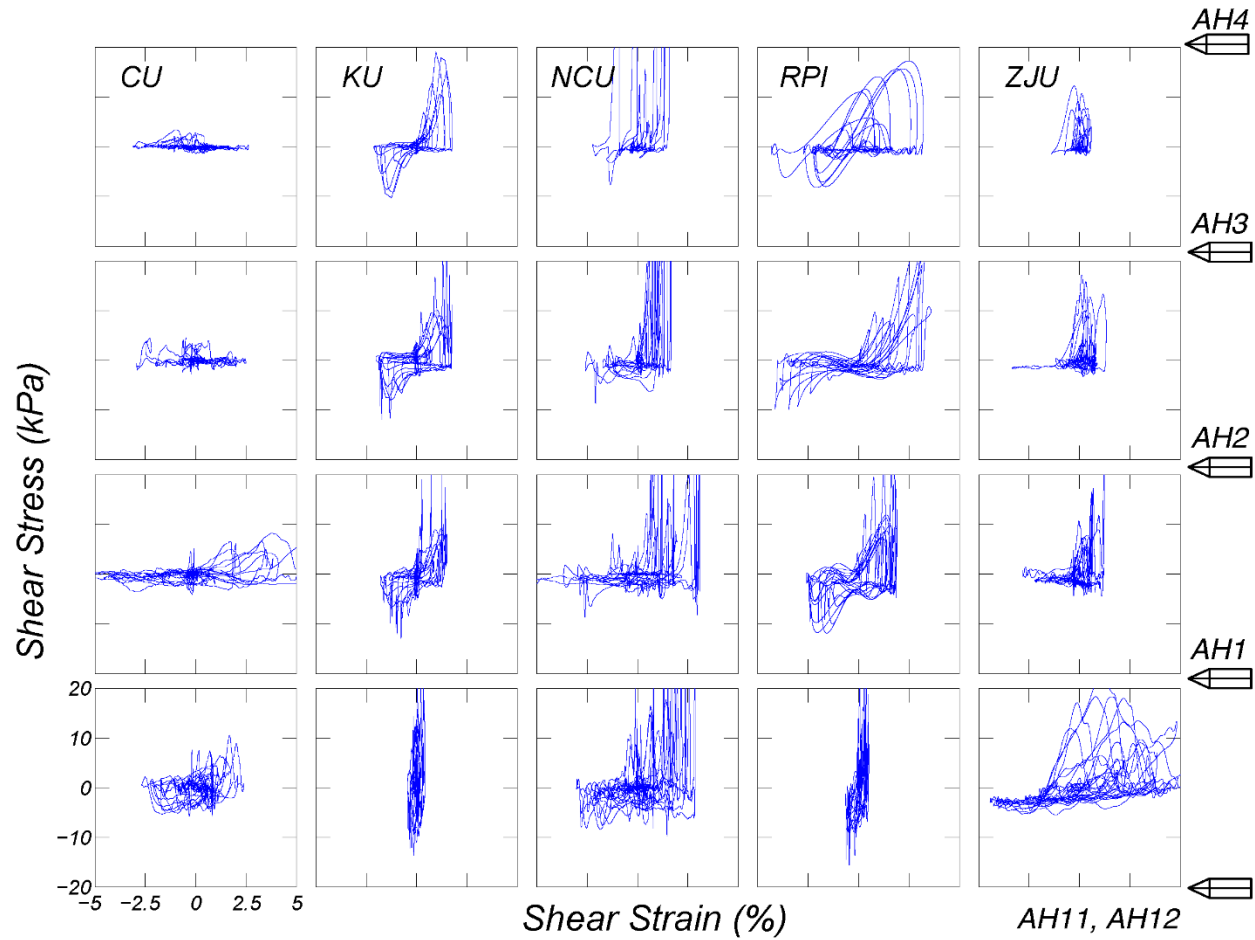 AH4
CU
KU
NCU
RPI
ZJU
AH3
AH2
AH1
Shear Stress (kPa)
20
10
0
−10
−20
−5
−2.5
0
2.5
5
Shear Strain (%)
AH11, AH12